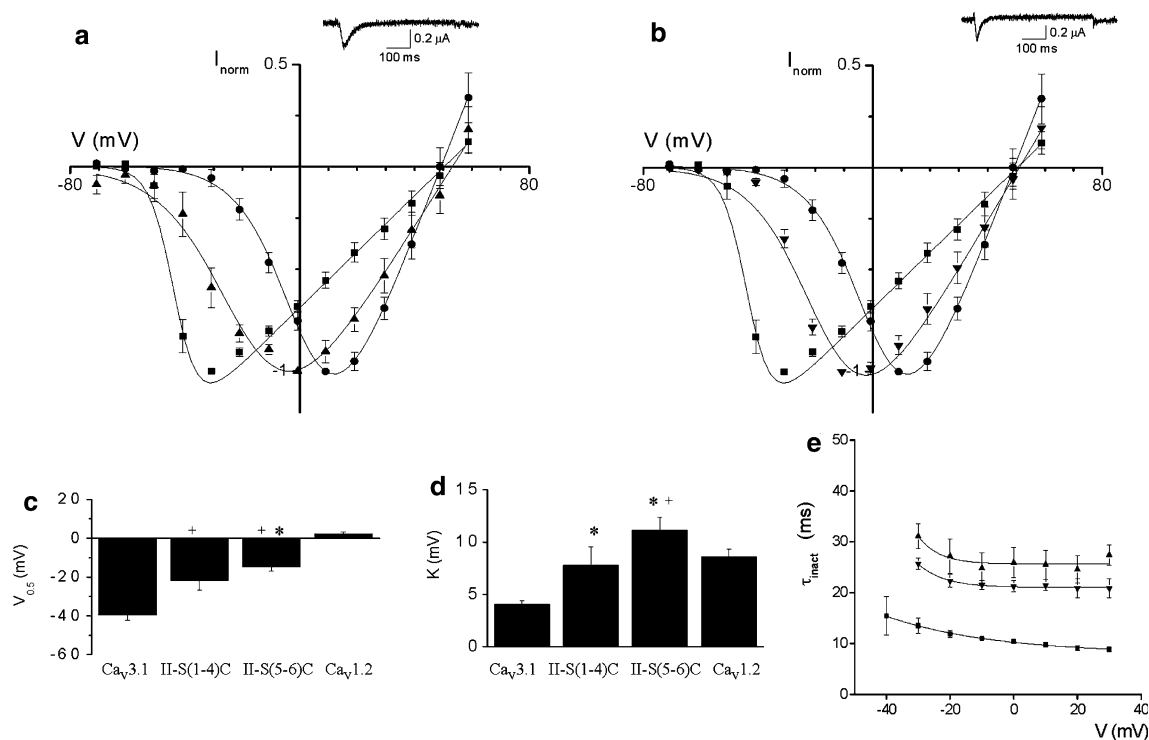 a
0.2 µA
100 ms
I norm
0.5
V (mV)
-80
80
-1
b
0.2 µA
100 ms
I norm
0.5
V (mV)
-80
80
-1
c
20
0
-20
-40
-60
V 0.5 (mV)
+
+ *
Cav3.1 II-S(1-4)C II-S(5-6)C Cav1.2
d
15
10
5
0
K (mV)
*
* +
Cav3.1 II-S(1-4)C II-S(5-6)C Cav1.2
e
50
40
30
20
10
0
τinact (ms)
-40 -20 0 20 40
V (mV)